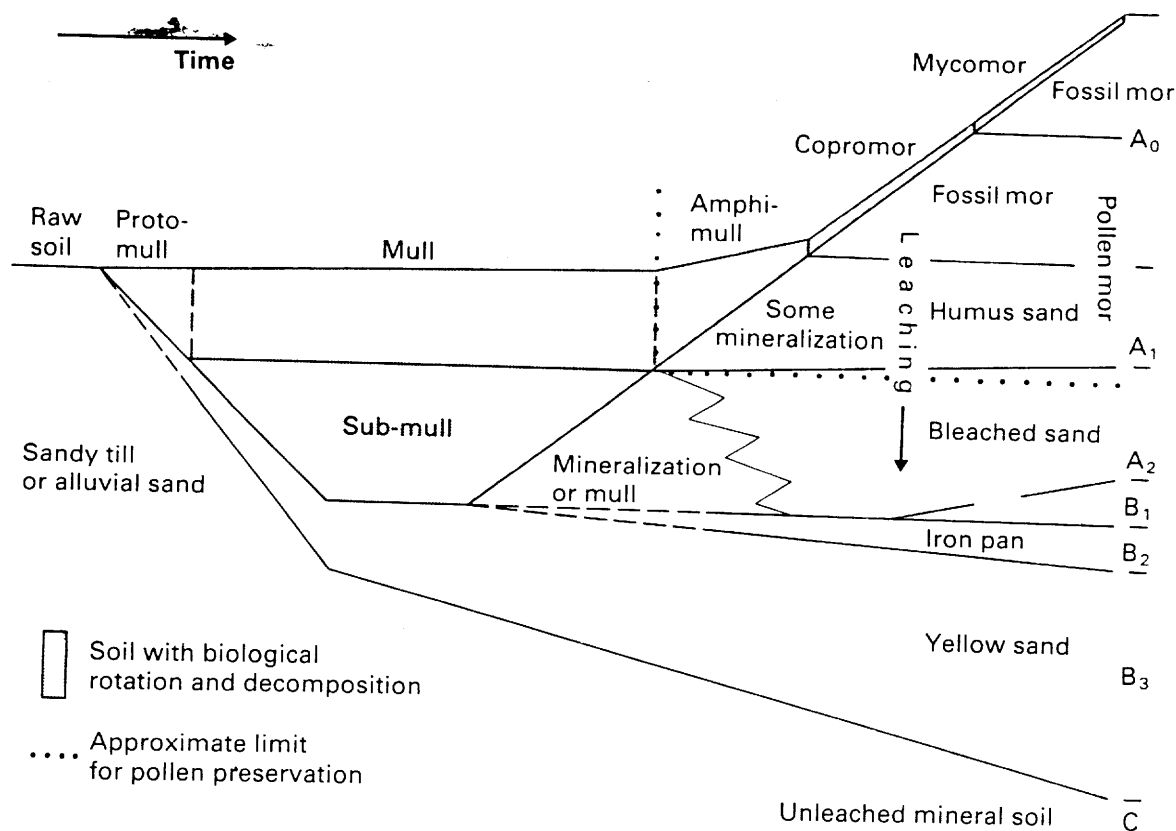 Time
Mycomor
Fossil mor
A₀
Copromor
Raw
soil
Proto-
mull
Mull
Amphi-
mull
Fossil mor
Pollen mor
Leaching
Some
mineralization
Humus sand
A₁
Sub-mull
Sandy till
or alluvial sand
Mineralization
or mull
Bleached sand
A₂
B₁
Iron pan
B₂
Soil with biological
rotation and decomposition
Yellow sand
B₃
Approximate limit
for pollen preservation
Unleached mineral soil
C